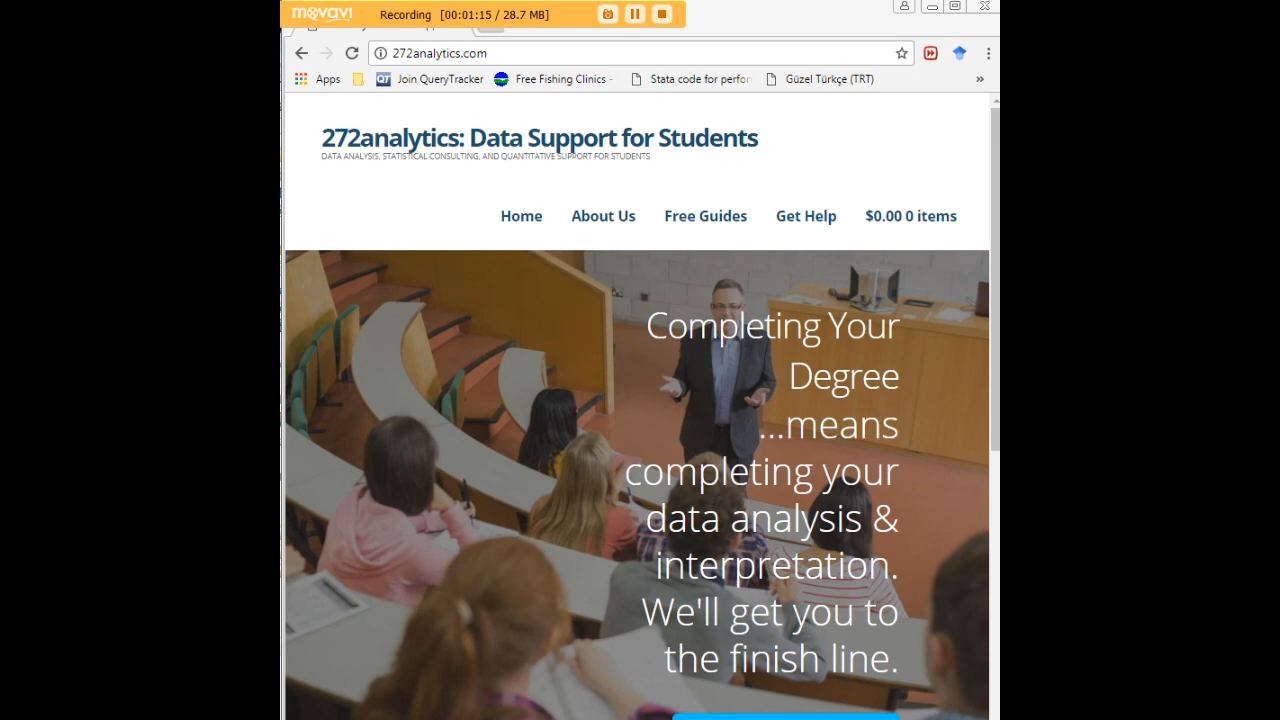 movavi
Recording [00:01:15 / 28.7 MB]
272analytics.com
Apps
QT Join QueryTracker
Free Fishing Clinics -
Stata code for perfor
Güzel Türkçe (TRT)
»
272analytics: Data Support for Students
DATA ANALYSIS, STATISTICAL CONSULTING, AND QUANTITATIVE SUPPORT FOR STUDENTS
Home
About Us
Free Guides
Get Help
$0.00 0 items
Completing Your
Degree
...means
completing your
data analysis &
interpretation.
We'll get you to
the finish line.